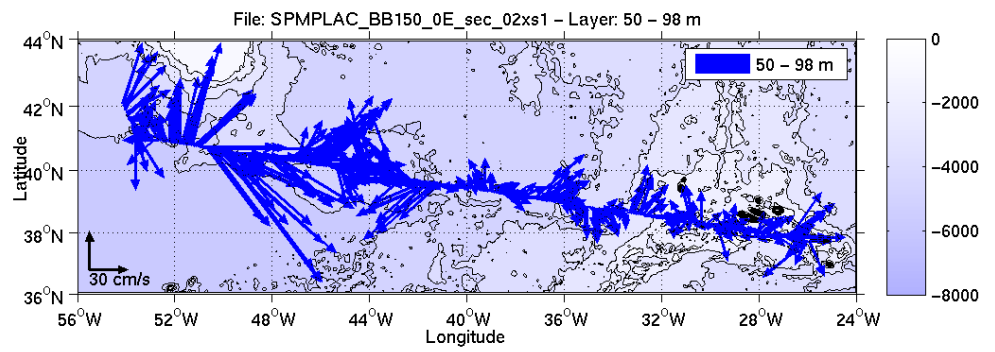 File: SPMPLAC_BB150_0E_sec_02xs1 – Layer: 50 – 98 m
44°N
42°N
40°N
38°N
36°N
Latitude
50 – 98 m
30 cm/s
56°W
52°W
48°W
44°W
40°W
36°W
32°W
28°W
24°W
Longitude
0
−2000
−4000
−6000
−8000